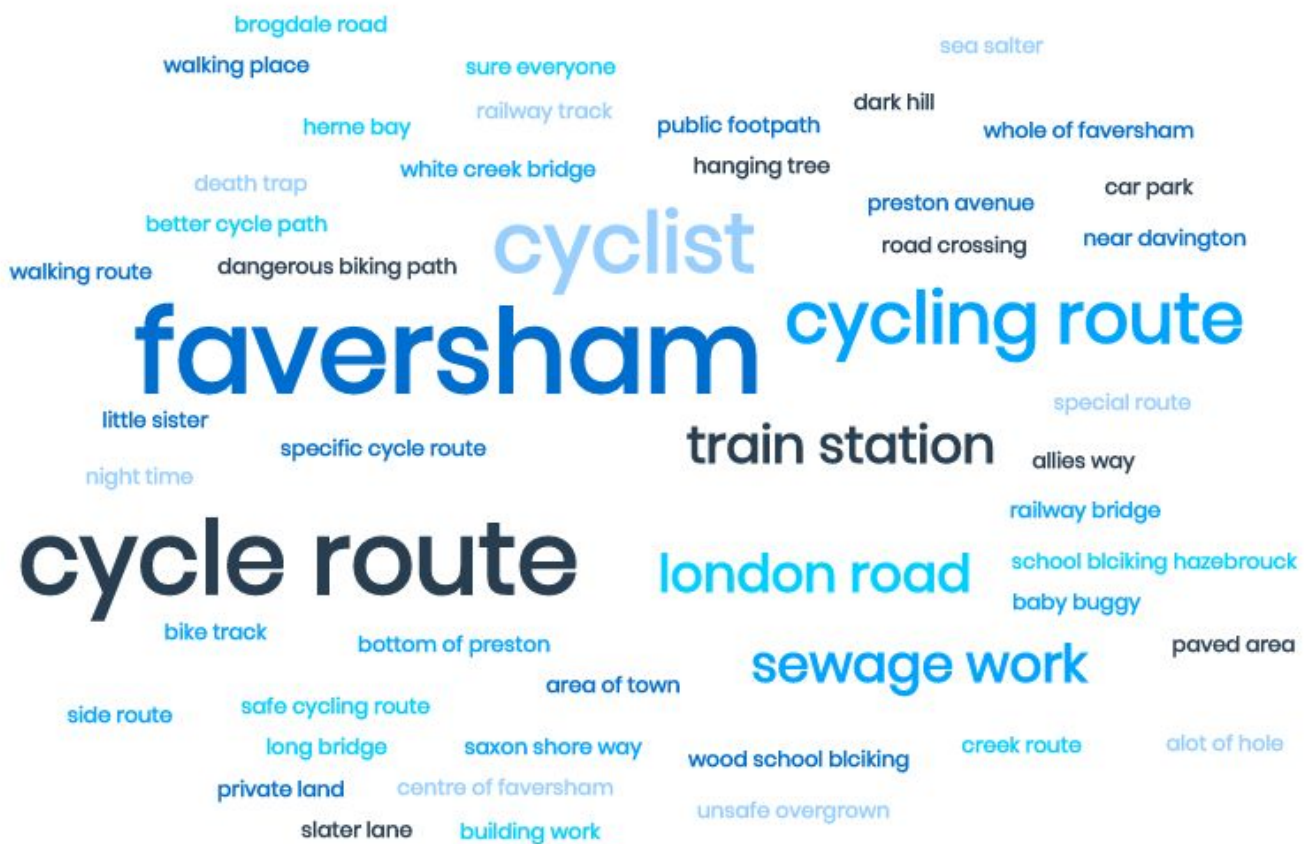 brogdale road
sea salter
walking place
sure everyone
dark hill
railway track
public footpath
herne bay
whole of faversham
white creek bridge
hanging tree
death trap
car park
preston avenue
better cycle path
cyclist
road crossing
near davington
walking route
dangerous biking path
cycling route
faversham
special route
little sister
train station
specific cycle route
allies way
night time
railway bridge
cycle route
london road
school blciking hazebrouck
baby buggy
bike track
bottom of preston
paved area
sewage work
area of town
safe cycling route
side route
long bridge
saxon shore way
creek route
alot of hole
wood school blciking
private land
centre of faversham
unsafe overgrown
slater lane
building work